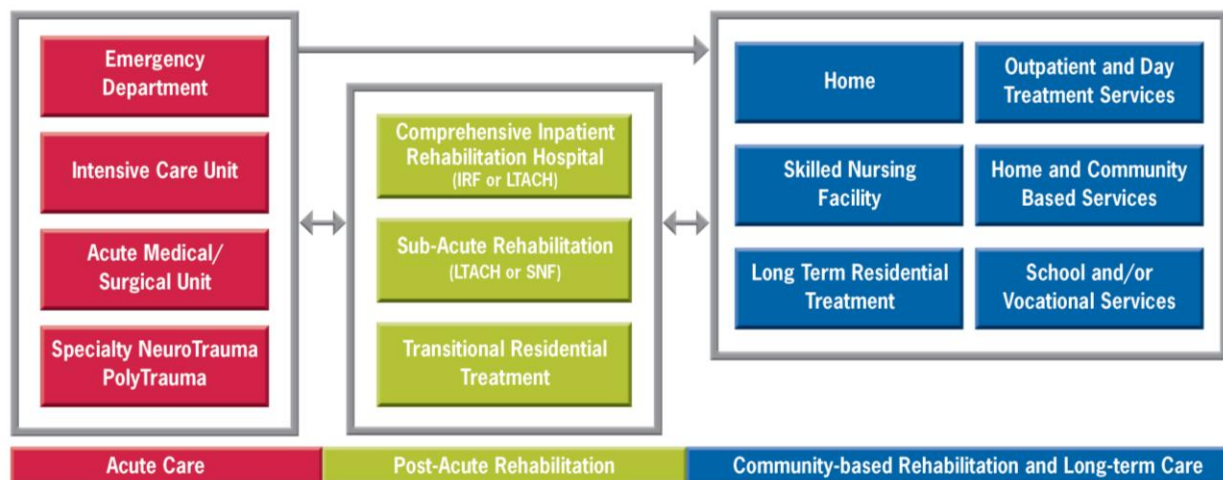 Emergency
Department
Intensive Care Unit
Acute Medical/
Surgical Unit
Specialty NeuroTrauma
PolyTrauma
Comprehensive Inpatient
Rehabilitation Hospital
(IRF or LTACH)
Sub-Acute Rehabilitation
(LTACH or SNF)
Transitional Residential
Treatment
Home
Outpatient and Day
Treatment Services
Skilled Nursing
Facility
Home and Community
Based Services
Long Term Residential
Treatment
School and/or
Vocational Services
Acute Care
Post-Acute Rehabilitation
Community-based Rehabilitation and Long-term Care